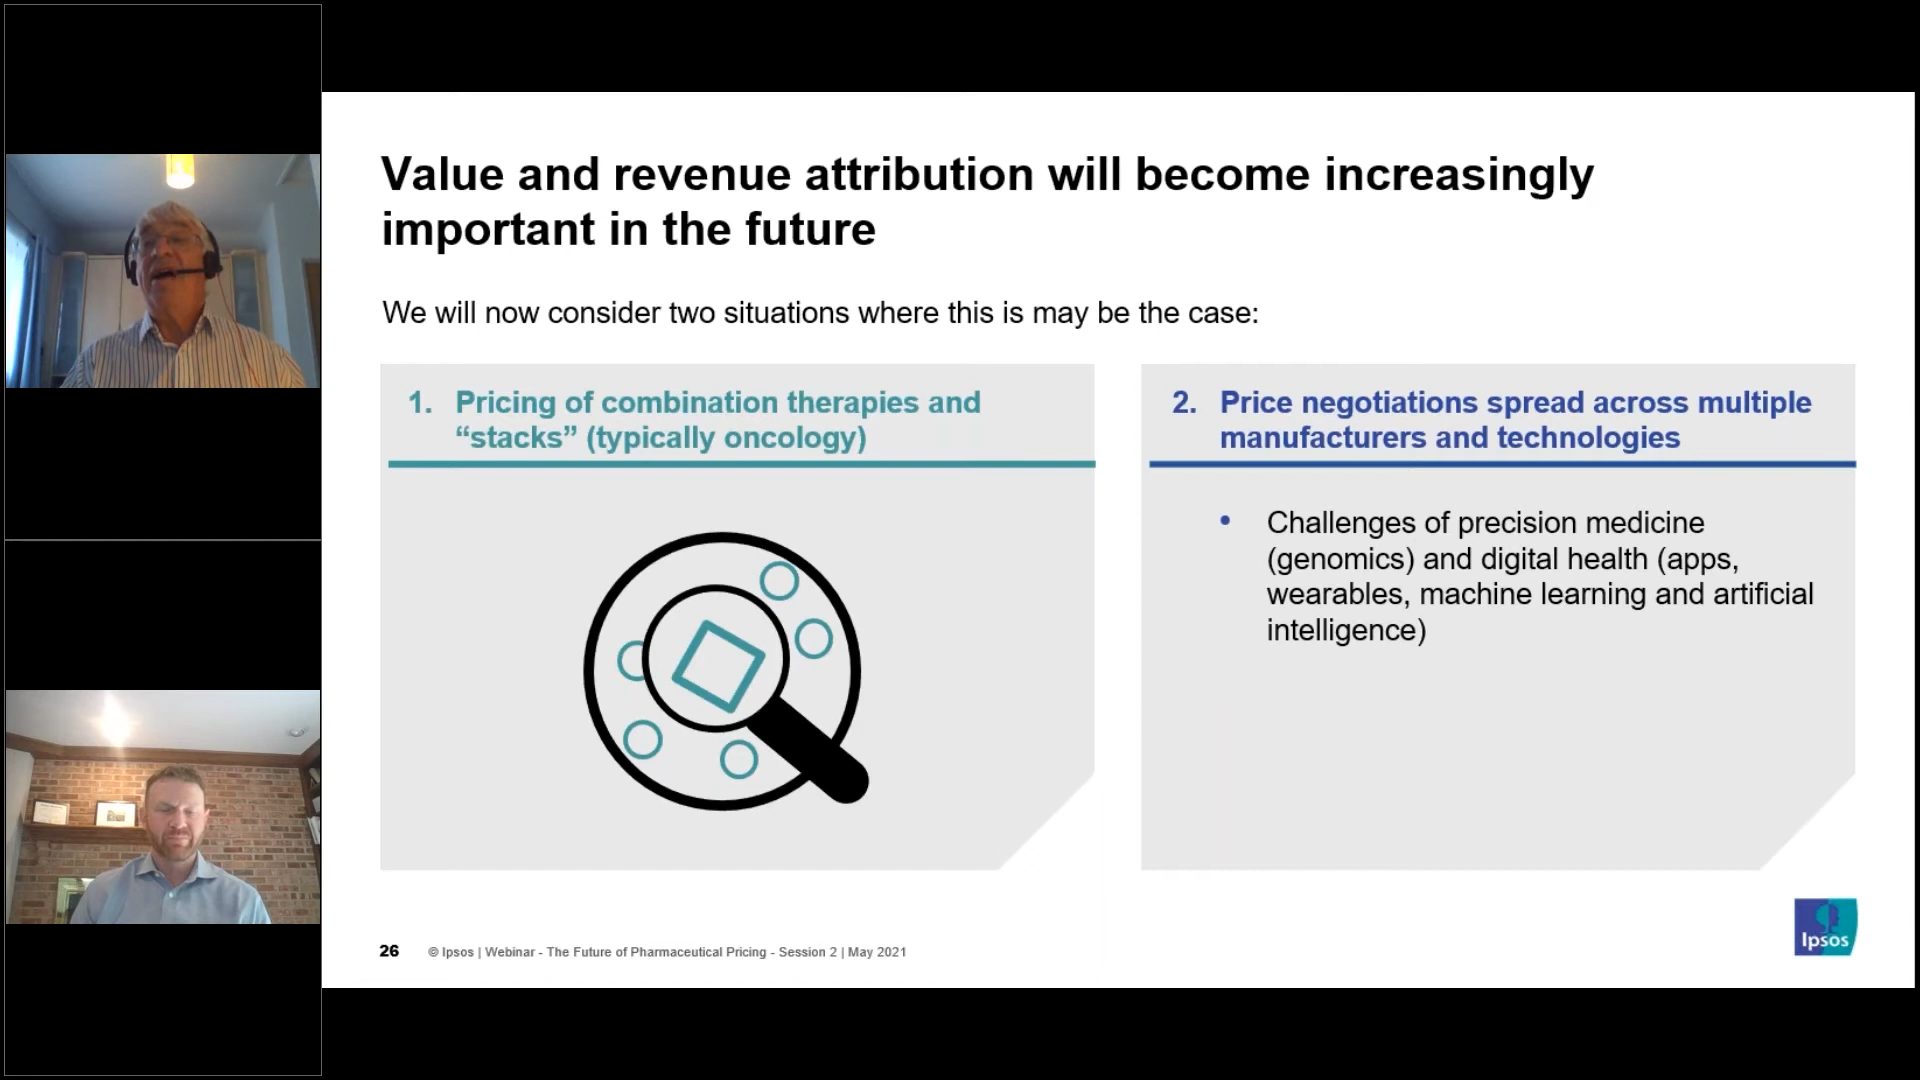 Value and revenue attribution will become increasingly
important in the future
We will now consider two situations where this is may be the case:
1. Pricing of combination therapies and
“stacks” (typically oncology)
2. Price negotiations spread across multiple
manufacturers and technologies
• Challenges of precision medicine
(genomics) and digital health (apps,
wearables, machine learning and artificial
intelligence)
26 © Ipsos | Webinar - The Future of Pharmaceutical Pricing - Session 2 | May 2021
Ipsos